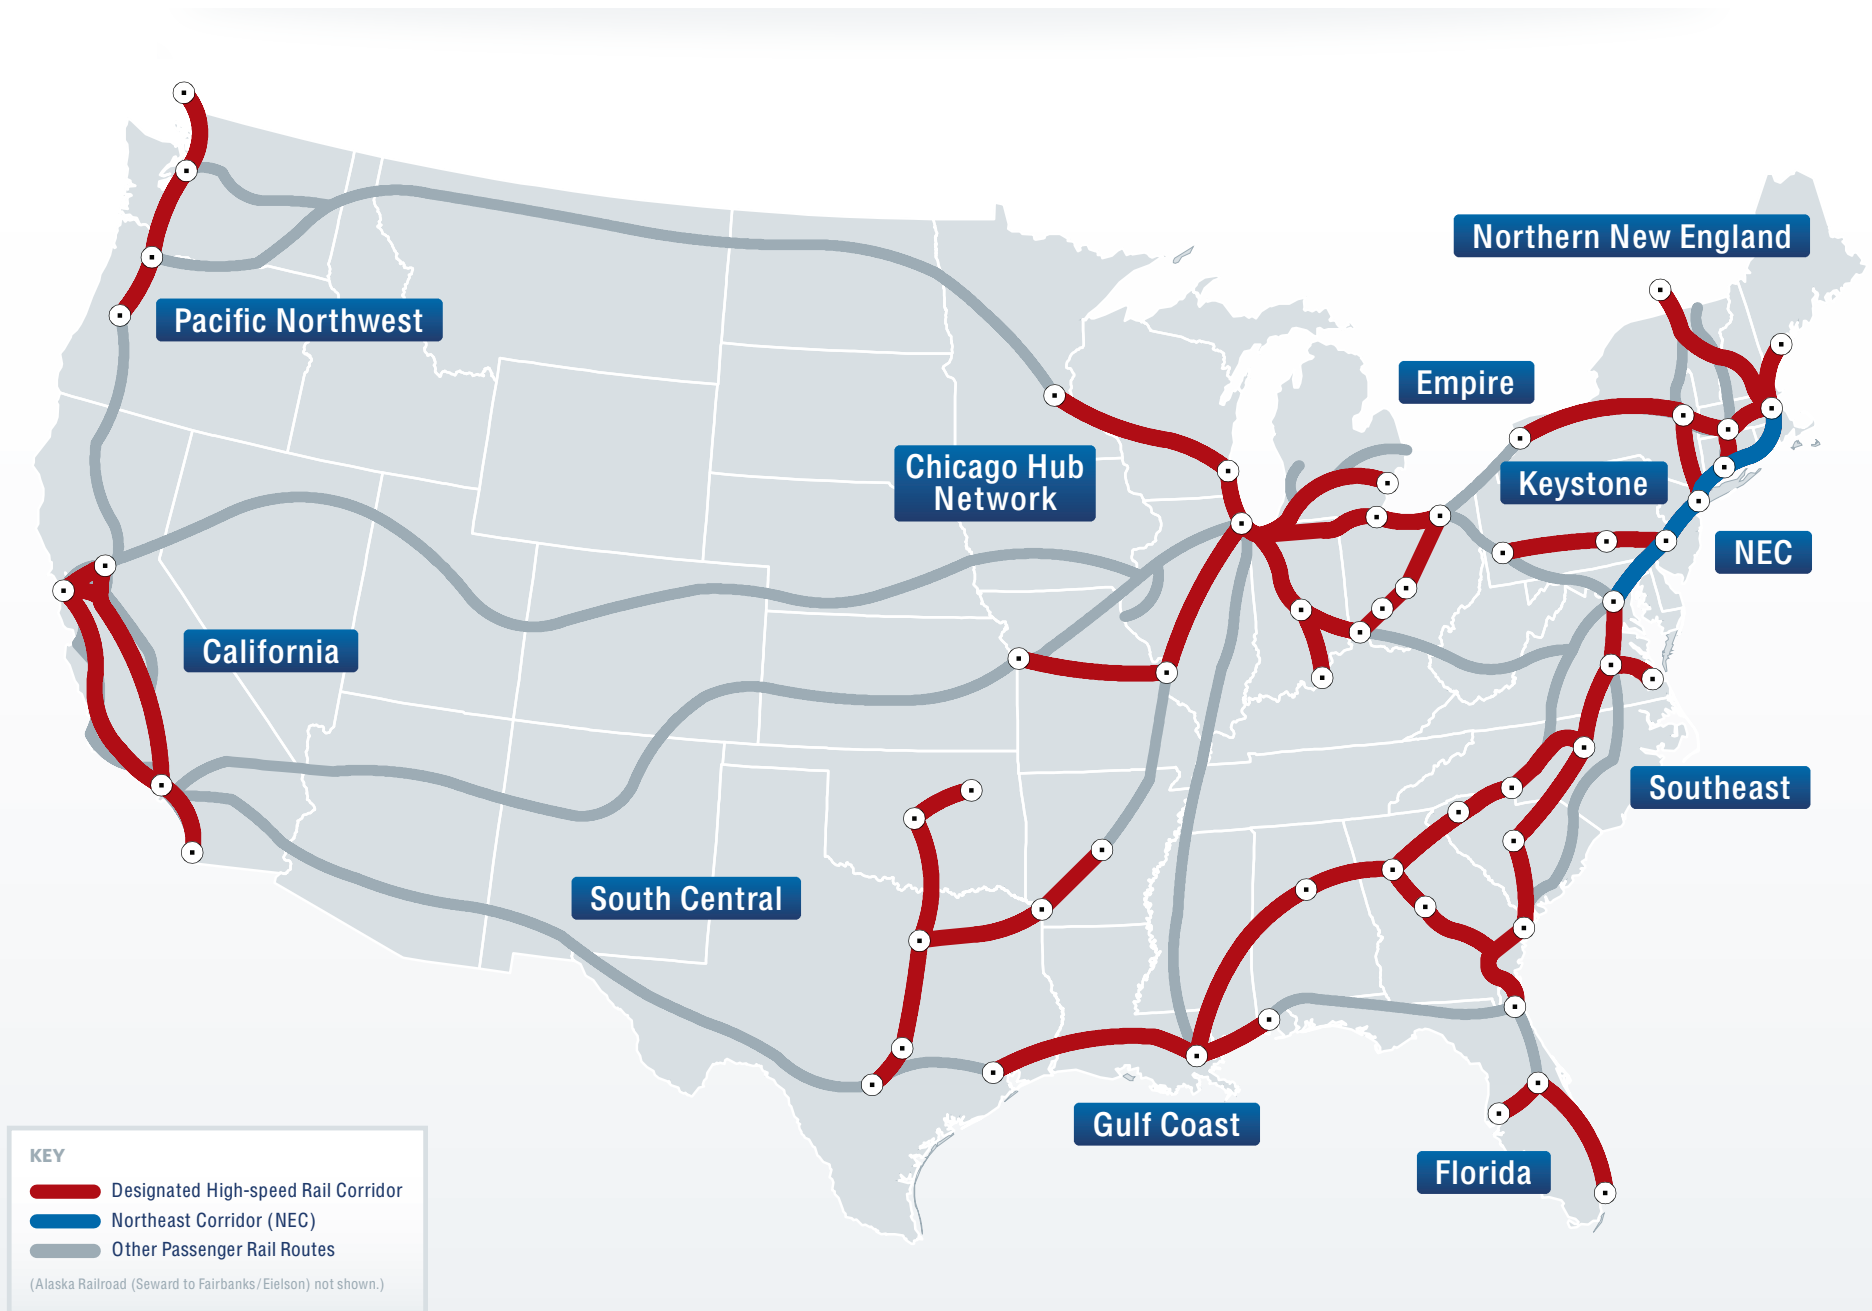 Northern New England
Pacific Northwest
Empire
Chicago Hub
Network
Keystone
NEC
California
Southeast
South Central
Gulf Coast
Florida
KEY
Designated High-speed Rail Corridor
Northeast Corridor (NEC)
Other Passenger Rail Routes
(Alaska Railroad (Seward to Fairbanks/Eielson) not shown.)